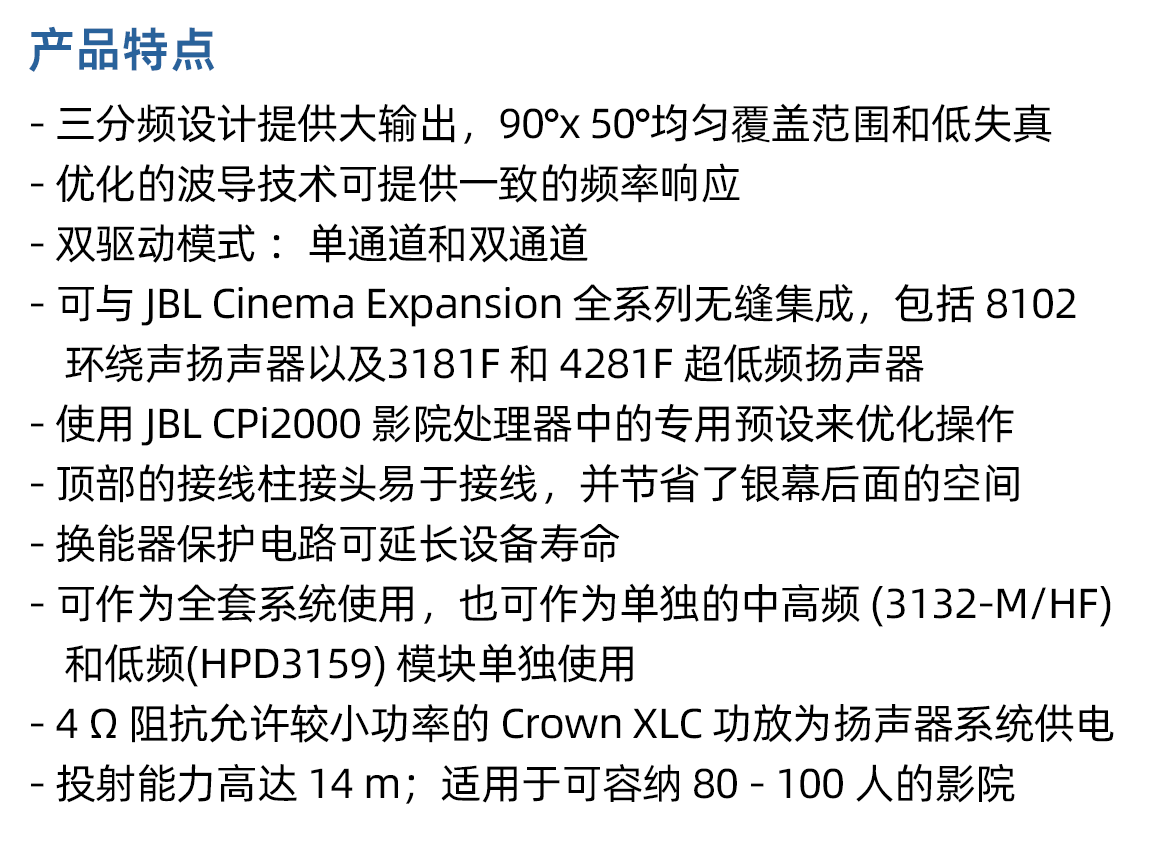 产品特点
- 三分频设计提供大输出，90°x 50°均匀覆盖范围和低失真
- 优化的波导技术可提供一致的频率响应
- 双驱动模式： 单通道和双通道
- 可与 JBL Cinema Expansion 全系列无缝集成，包括 8102
环绕声扬声器以及3181F 和 4281F 超低频扬声器
- 使用 JBL CPi2000 影院处理器中的专用预设来优化操作
- 顶部的接线柱接头易于接线，并节省了银幕后面的空间
- 换能器保护电路可延长设备寿命
- 可作为全套系统使用，也可作为单独的中高频 (3132-M/HF)
和低频(HPD3159) 模块单独使用
- 4 Ω 阻抗允许较小功率的 Crown XLC 功放为扬声器系统供电
- 投射能力高达 14 m；适用于可容纳 80 - 100 人的影院